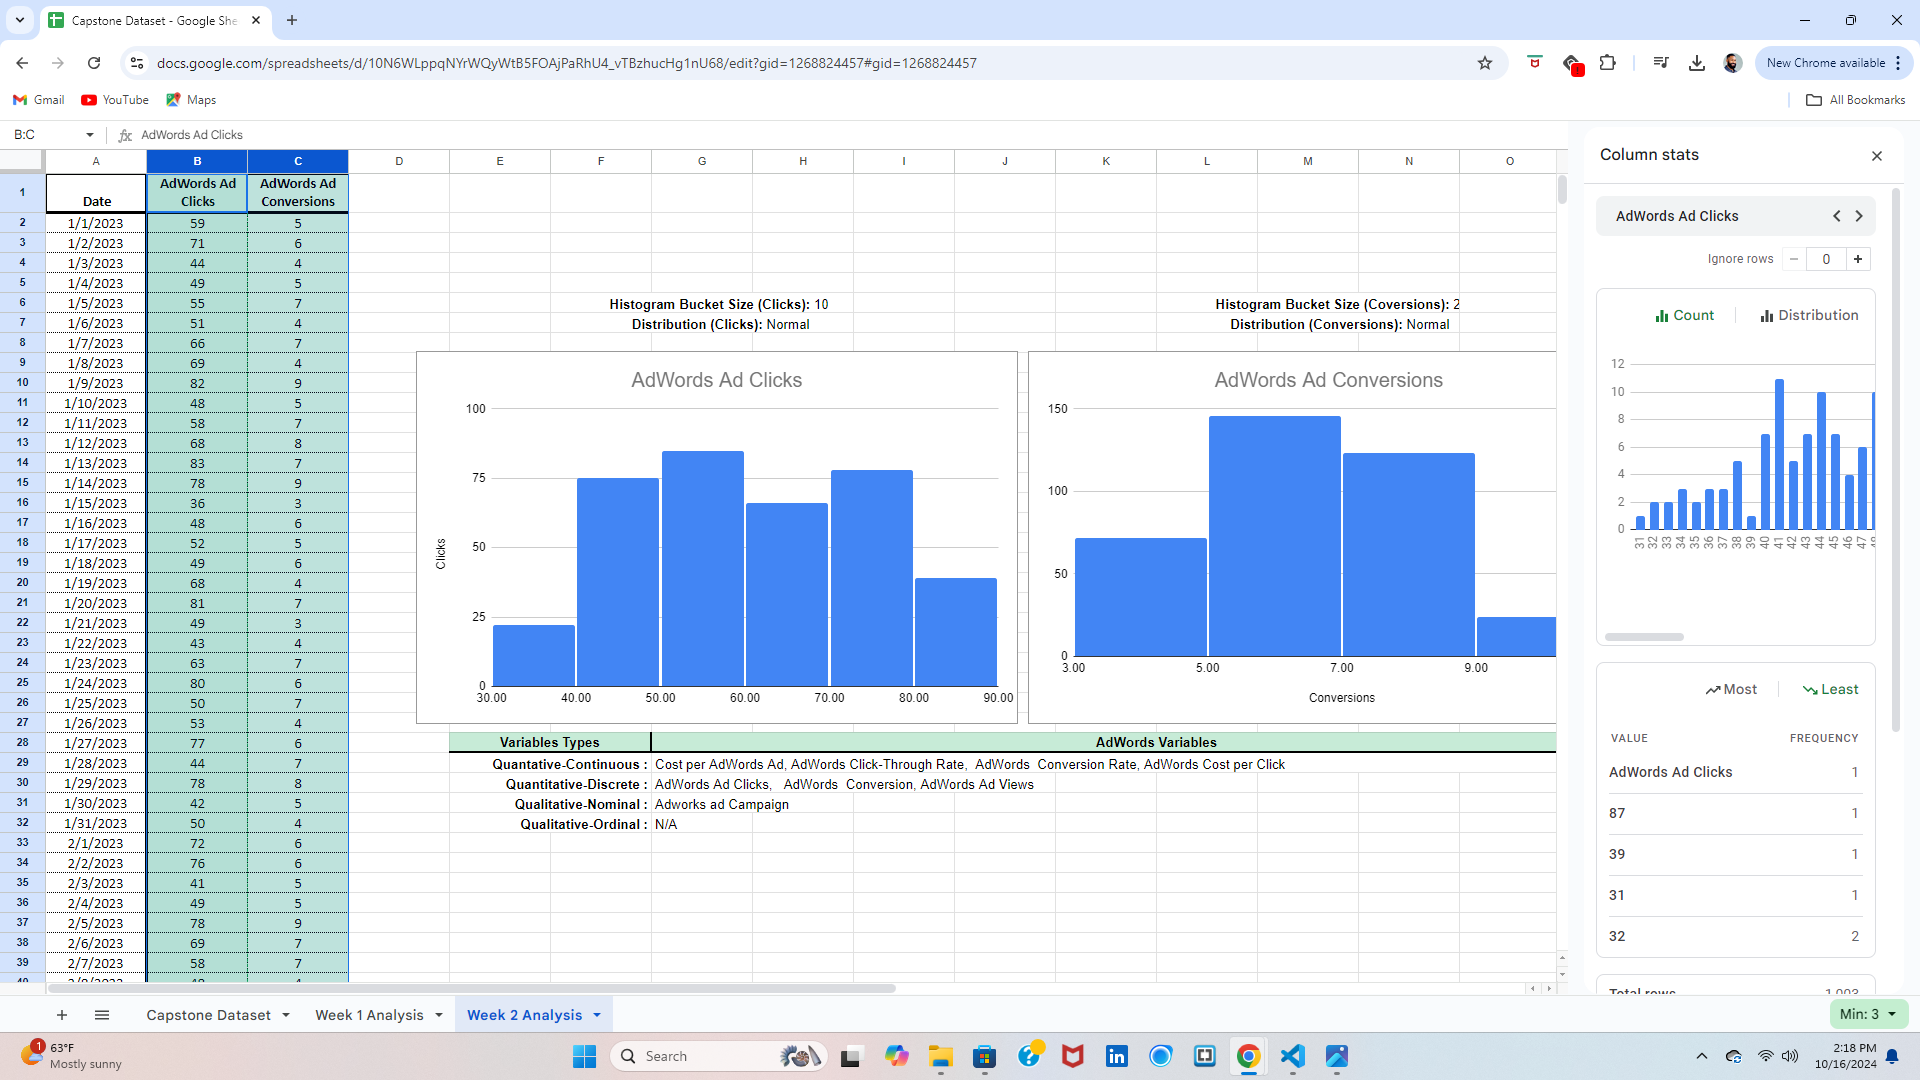 Capstone Dataset - Google She
docs.google.com/spreadsheets/d/10N6WLppqNYrWQyWtB5FOAjPaRhU4_vTBzhucHg1nU68/edit?gid=1268824457#gid=1268824457
New Chrome available
Gmail YouTube Maps
All Bookmarks
B:C fx AdWords Ad Clicks
A B C D E F G H I J K L M N O
1 Date AdWords Ad Clicks AdWords Ad Conversions
2 1/1/2023 59 5
3 1/2/2023 71 6
4 1/3/2023 44 4
5 1/4/2023 49 5
6 1/5/2023 55 7
7 1/6/2023 51 4
8 1/7/2023 66 7
9 1/8/2023 69 4
10 1/9/2023 82 9
11 1/10/2023 48 5
12 1/11/2023 58 7
13 1/12/2023 68 8
14 1/13/2023 83 7
15 1/14/2023 78 9
16 1/15/2023 36 3
17 1/16/2023 48 6
18 1/17/2023 52 5
19 1/18/2023 49 6
20 1/19/2023 68 4
21 1/20/2023 81 7
22 1/21/2023 49 3
23 1/22/2023 43 4
24 1/23/2023 63 7
25 1/24/2023 80 6
26 1/25/2023 50 7
27 1/26/2023 53 4
28 1/27/2023 77 6
29 1/28/2023 44 7
30 1/29/2023 78 8
31 1/30/2023 42 5
32 1/31/2023 50 4
33 2/1/2023 72 6
34 2/2/2023 76 6
35 2/3/2023 41 5
36 2/4/2023 49 5
37 2/5/2023 78 9
38 2/6/2023 69 7
39 2/7/2023 58 7
Histogram Bucket Size (Clicks): 10
Distribution (Clicks): Normal
Histogram Bucket Size (Coversions): 2
Distribution (Conversions): Normal
AdWords Ad Clicks
100
75
50
25
0
Clicks
30.00 40.00 50.00 60.00 70.00 80.00 90.00
AdWords Ad Conversions
150
100
50
0
3.00 5.00 7.00 9.00
Conversions
Variables Types AdWords Variables
Quantative-Continuous : Cost per AdWords Ad, AdWords Click-Through Rate, AdWords Conversion Rate, AdWords Cost per Click
Quantitative-Discrete : AdWords Ad Clicks, AdWords Conversion, AdWords Ad Views
Qualitative-Nominal : Adworks ad Campaign
Qualitative-Ordinal : N/A
Column stats
AdWords Ad Clicks
Ignore rows 0
Count Distribution
12
10
8
6
4
2
0
31 32 33 34 35 36 37 38 39 40 41 42 43 44 45 46 47
Most Least
VALUE FREQUENCY
AdWords Ad Clicks 1
87 1
39 1
31 1
32 2
Total rows 1,003
Capstone Dataset Week 1 Analysis Week 2 Analysis
Min: 3
1
63°F
Mostly sunny
Search
2:18 PM
10/16/2024